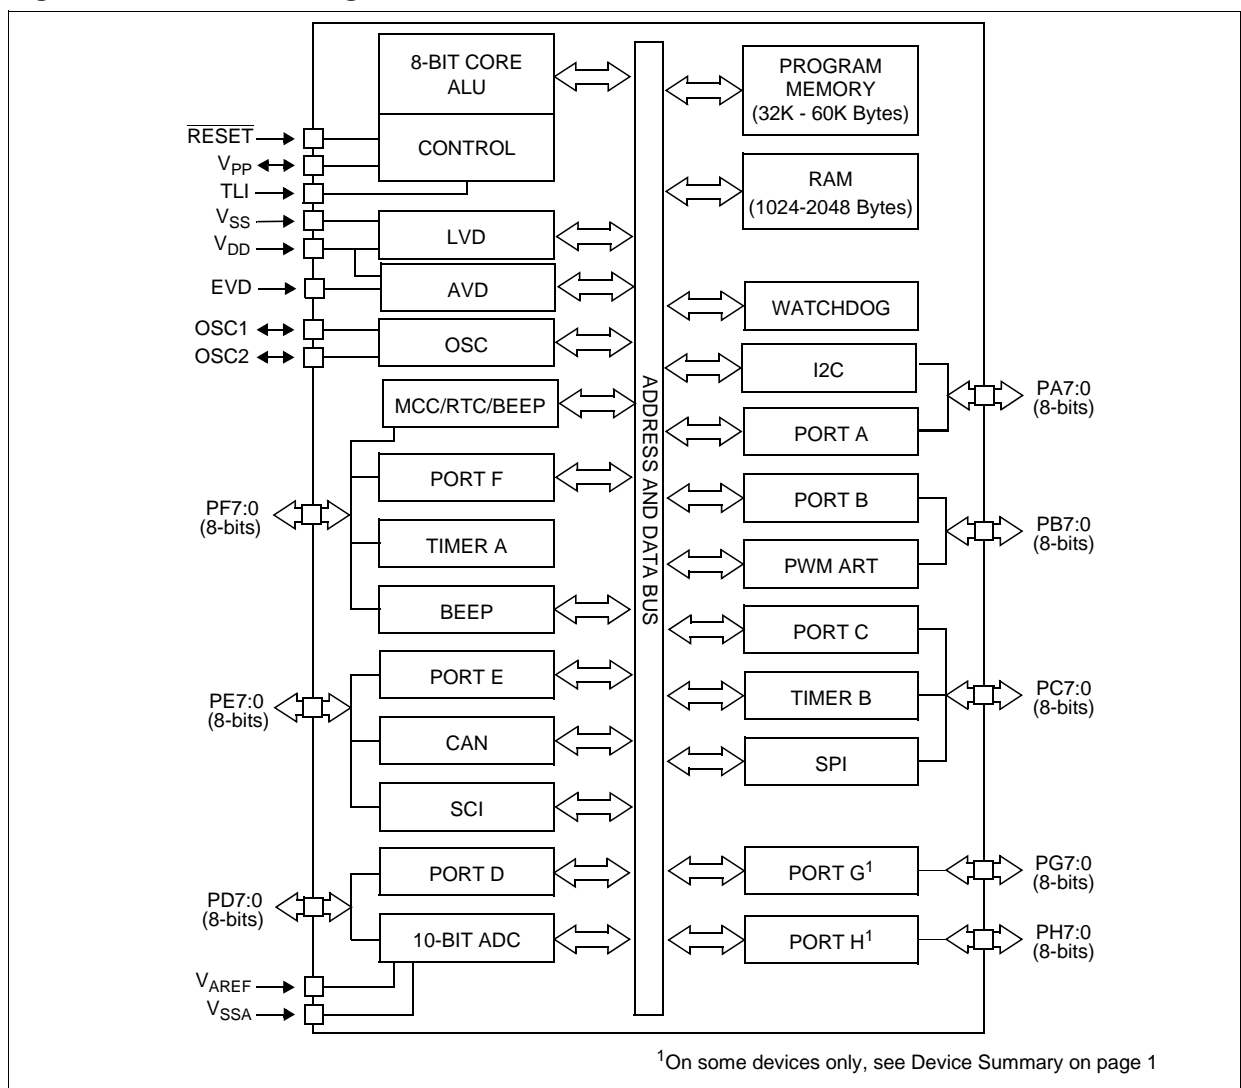 8-BIT CORE
ALU
CONTROL
RESET
VPP
TLI
VSS
VDD
EVD
LVD
AVD
OSC1
OSC2
OSC
MCC/RTC/BEEP
PORT F
TIMER A
BEEP
PF7:0
(8-bits)
PORT E
CAN
SCI
PE7:0
(8-bits)
PORT D
10-BIT ADC
PD7:0
(8-bits)
VAREF
VSSA
ADDRESS AND DATA BUS
PROGRAM
MEMORY
(32K - 60K Bytes)
RAM
(1024-2048 Bytes)
WATCHDOG
I2C
PORT A
PA7:0
(8-bits)
PORT B
PWM ART
PB7:0
(8-bits)
PORT C
TIMER B
SPI
PC7:0
(8-bits)
PORT G1
PG7:0
(8-bits)
PORT H1
PH7:0
(8-bits)
1On some devices only, see Device Summary on page 1